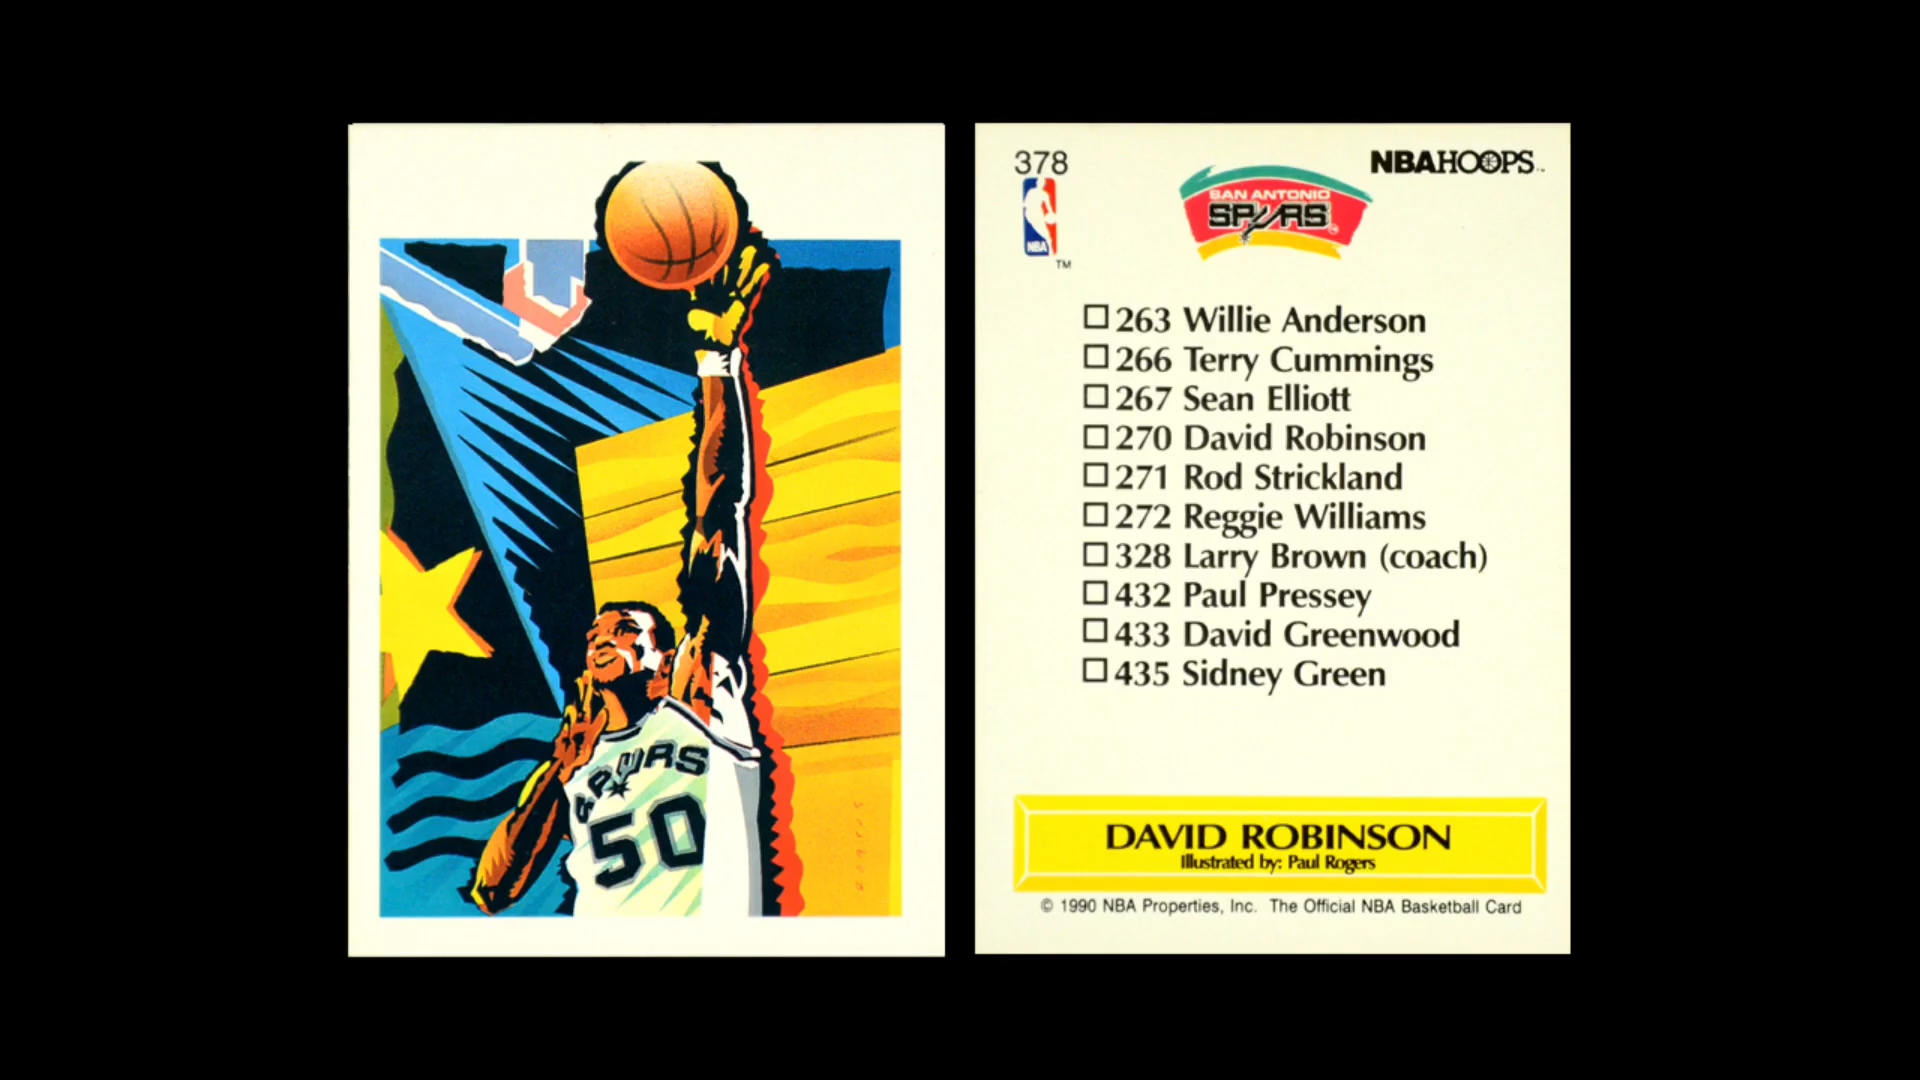 SPURS
50
ROGERS
378
NBAHOOPS™
NBA
TM
SAN ANTONIO
SPURS
263 Willie Anderson
266 Terry Cummings
267 Sean Elliott
270 David Robinson
271 Rod Strickland
272 Reggie Williams
328 Larry Brown (coach)
432 Paul Pressey
433 David Greenwood
435 Sidney Green
DAVID ROBINSON
Illustrated by: Paul Rogers
© 1990 NBA Properties, Inc. The Official NBA Basketball Card